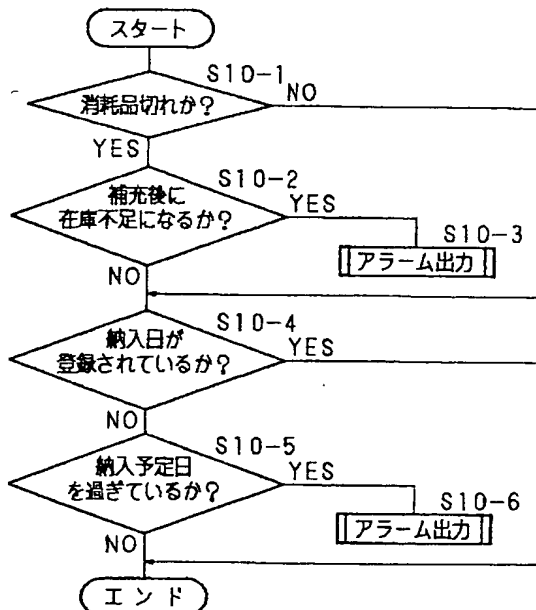 スタート
S10-1
消耗品切れか?
NO
YES
S10-2
補充後に
在庫不足になるか?
YES
S10-3
アラーム出力
NO
S10-4
納入日が
登録されているか?
YES
NO
S10-5
納入予定日
を過ぎているか?
YES
S10-6
アラーム出力
NO
エンド